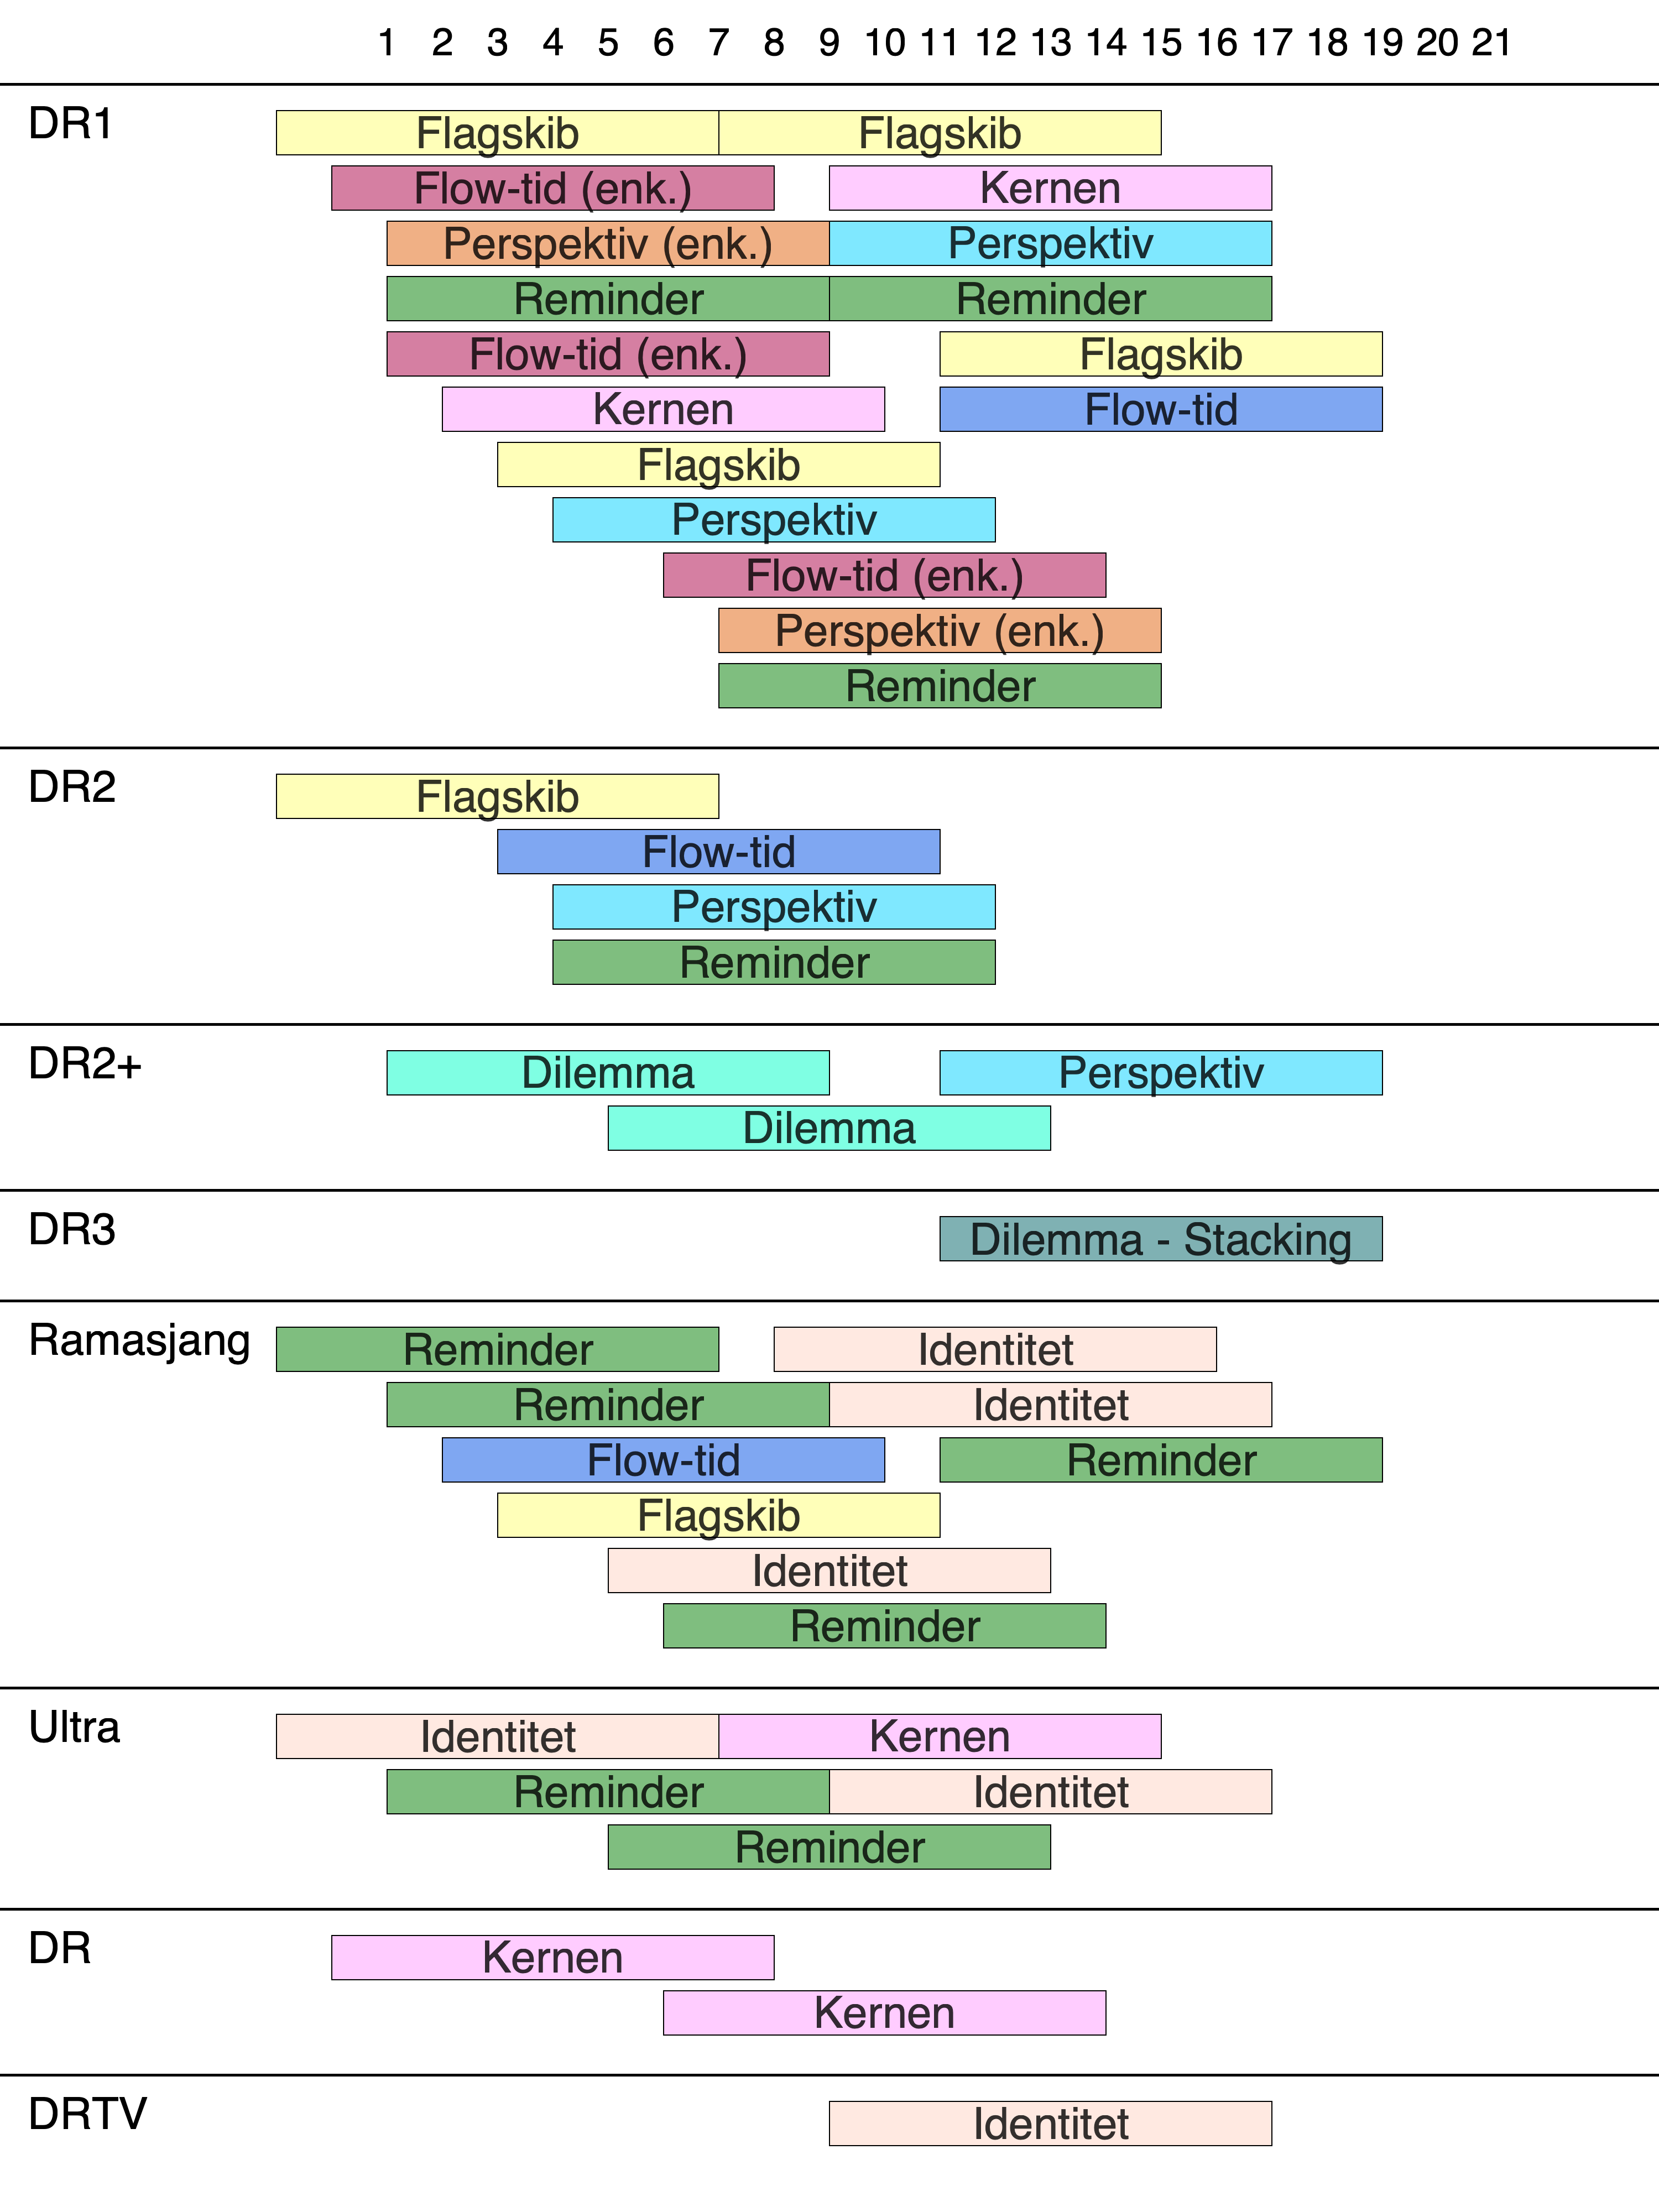 1 2 3 4 5 6 7 8 9 10 11 12 13 14 15 16 17 18 19 20 21
DR1
Flagskib Flagskib
Flow-tid (enk.) Kernen
Perspektiv (enk.) Perspektiv
Reminder Reminder
Flow-tid (enk.) Flagskib
Kernen Flow-tid
Flagskib
Perspektiv
Flow-tid (enk.)
Perspektiv (enk.)
Reminder
DR2
Flagskib
Flow-tid
Perspektiv
Reminder
DR2+
Dilemma Perspektiv
Dilemma
DR3
Dilemma - Stacking
Ramasjang
Reminder Identitet
Reminder Identitet
Flow-tid Reminder
Flagskib
Identitet
Reminder
Ultra
Identitet Kernen
Reminder Identitet
Reminder
DR
Kernen
Kernen
DRTV
Identitet